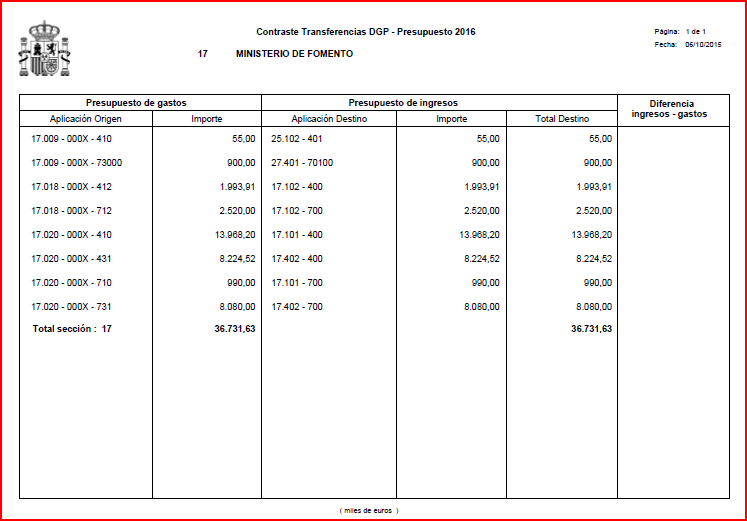 Contraste Transferencias DGP - Presupuesto 2016
Página: 1 de 1
17 MINISTERIO DE FOMENTO
Fecha: 06/10/2015
Presupuesto de gastos Presupuesto de ingresos Diferencia ingresos - gastos
Aplicación Origen Importe Aplicación Destino Importe Total Destino
17.009 - 000X - 410 55,00 25.102 - 401 55,00 55,00
17.009 - 000X - 73000 900,00 27.401 - 70100 900,00 900,00
17.018 - 000X - 412 1.993,91 17.102 - 400 1.993,91 1.993,91
17.018 - 000X - 712 2.520,00 17.102 - 700 2.520,00 2.520,00
17.020 - 000X - 410 13.968,20 17.101 - 400 13.968,20 13.968,20
17.020 - 000X - 431 8.224,52 17.402 - 400 8.224,52 8.224,52
17.020 - 000X - 710 990,00 17.101 - 700 990,00 990,00
17.020 - 000X - 731 8.080,00 17.402 - 700 8.080,00 8.080,00
Total sección : 17 36.731,63 36.731,63
( miles de euros )